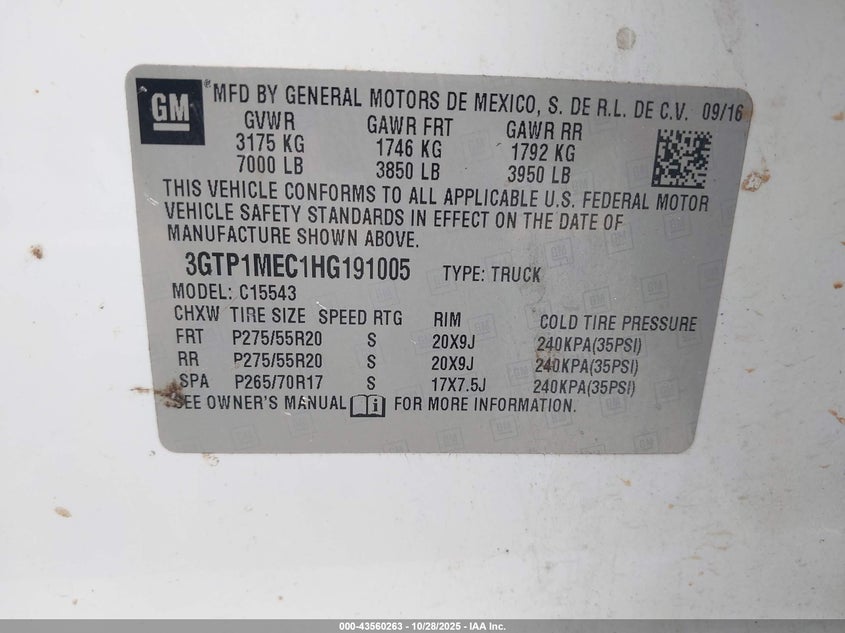 GM
® MFD BY GENERAL MOTORS DE MEXICO, S. DE R.L. DE C.V. 09/16
GVWR GAWR FRT GAWR RR
3175 KG 1746 KG 1792 KG
7000 LB 3850 LB 3950 LB
THIS VEHICLE CONFORMS TO ALL APPLICABLE U.S. FEDERAL MOTOR
VEHICLE SAFETY STANDARDS IN EFFECT ON THE DATE OF
MANUFACTURE SHOWN ABOVE.
3GTP1MEC1HG191005 TYPE: TRUCK
MODEL: C15543
CHXW TIRE SIZE SPEED RTG RIM COLD TIRE PRESSURE
FRT P275/55R20 S 20X9J 240KPA(35PSI)
RR P275/55R20 S 20X9J 240KPA(35PSI)
SPA P265/70R17 S 17X7.5J 240KPA(35PSI)
SEE OWNER'S MANUAL FOR MORE INFORMATION.
000-43560263 - 10/28/2025 - IAA Inc.